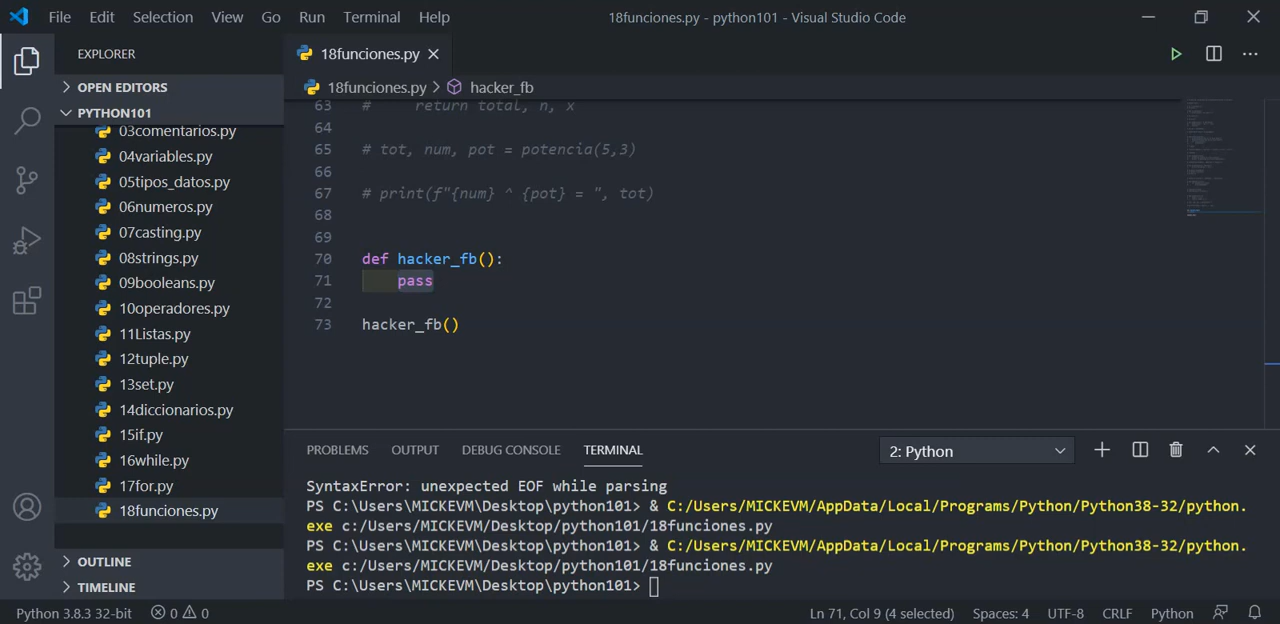 File Edit Selection View Go Run Terminal Help 18funciones.py - python101 - Visual Studio Code
EXPLORER
18funciones.py
OPEN EDITORS
18funciones.py > hacker_fb
PYTHON101
03comentarios.py
04variables.py
05tipos_datos.py
06numeros.py
07casting.py
08strings.py
09booleans.py
10operadores.py
11Listas.py
12tuple.py
13set.py
14diccionarios.py
15if.py
16while.py
17for.py
18funciones.py
OUTLINE
TIMELINE
63 # return total, n, x
64
65 # tot, num, pot = potencia(5,3)
66
67 # print(f"{num} ^ {pot} = ", tot)
68
69
70 def hacker_fb():
71 pass
72
73 hacker_fb()
PROBLEMS OUTPUT DEBUG CONSOLE TERMINAL 2: Python
SyntaxError: unexpected EOF while parsing
PS C:\Users\MICKEVM\Desktop\python101> & C:/Users/MICKEVM/AppData/Local/Programs/Python/Python38-32/python.
exe c:/Users/MICKEVM/Desktop/python101/18funciones.py
PS C:\Users\MICKEVM\Desktop\python101> & C:/Users/MICKEVM/AppData/Local/Programs/Python/Python38-32/python.
exe c:/Users/MICKEVM/Desktop/python101/18funciones.py
PS C:\Users\MICKEVM\Desktop\python101>
Python 3.8.3 32-bit 0 0 Ln 71, Col 9 (4 selected) Spaces: 4 UTF-8 CRLF Python